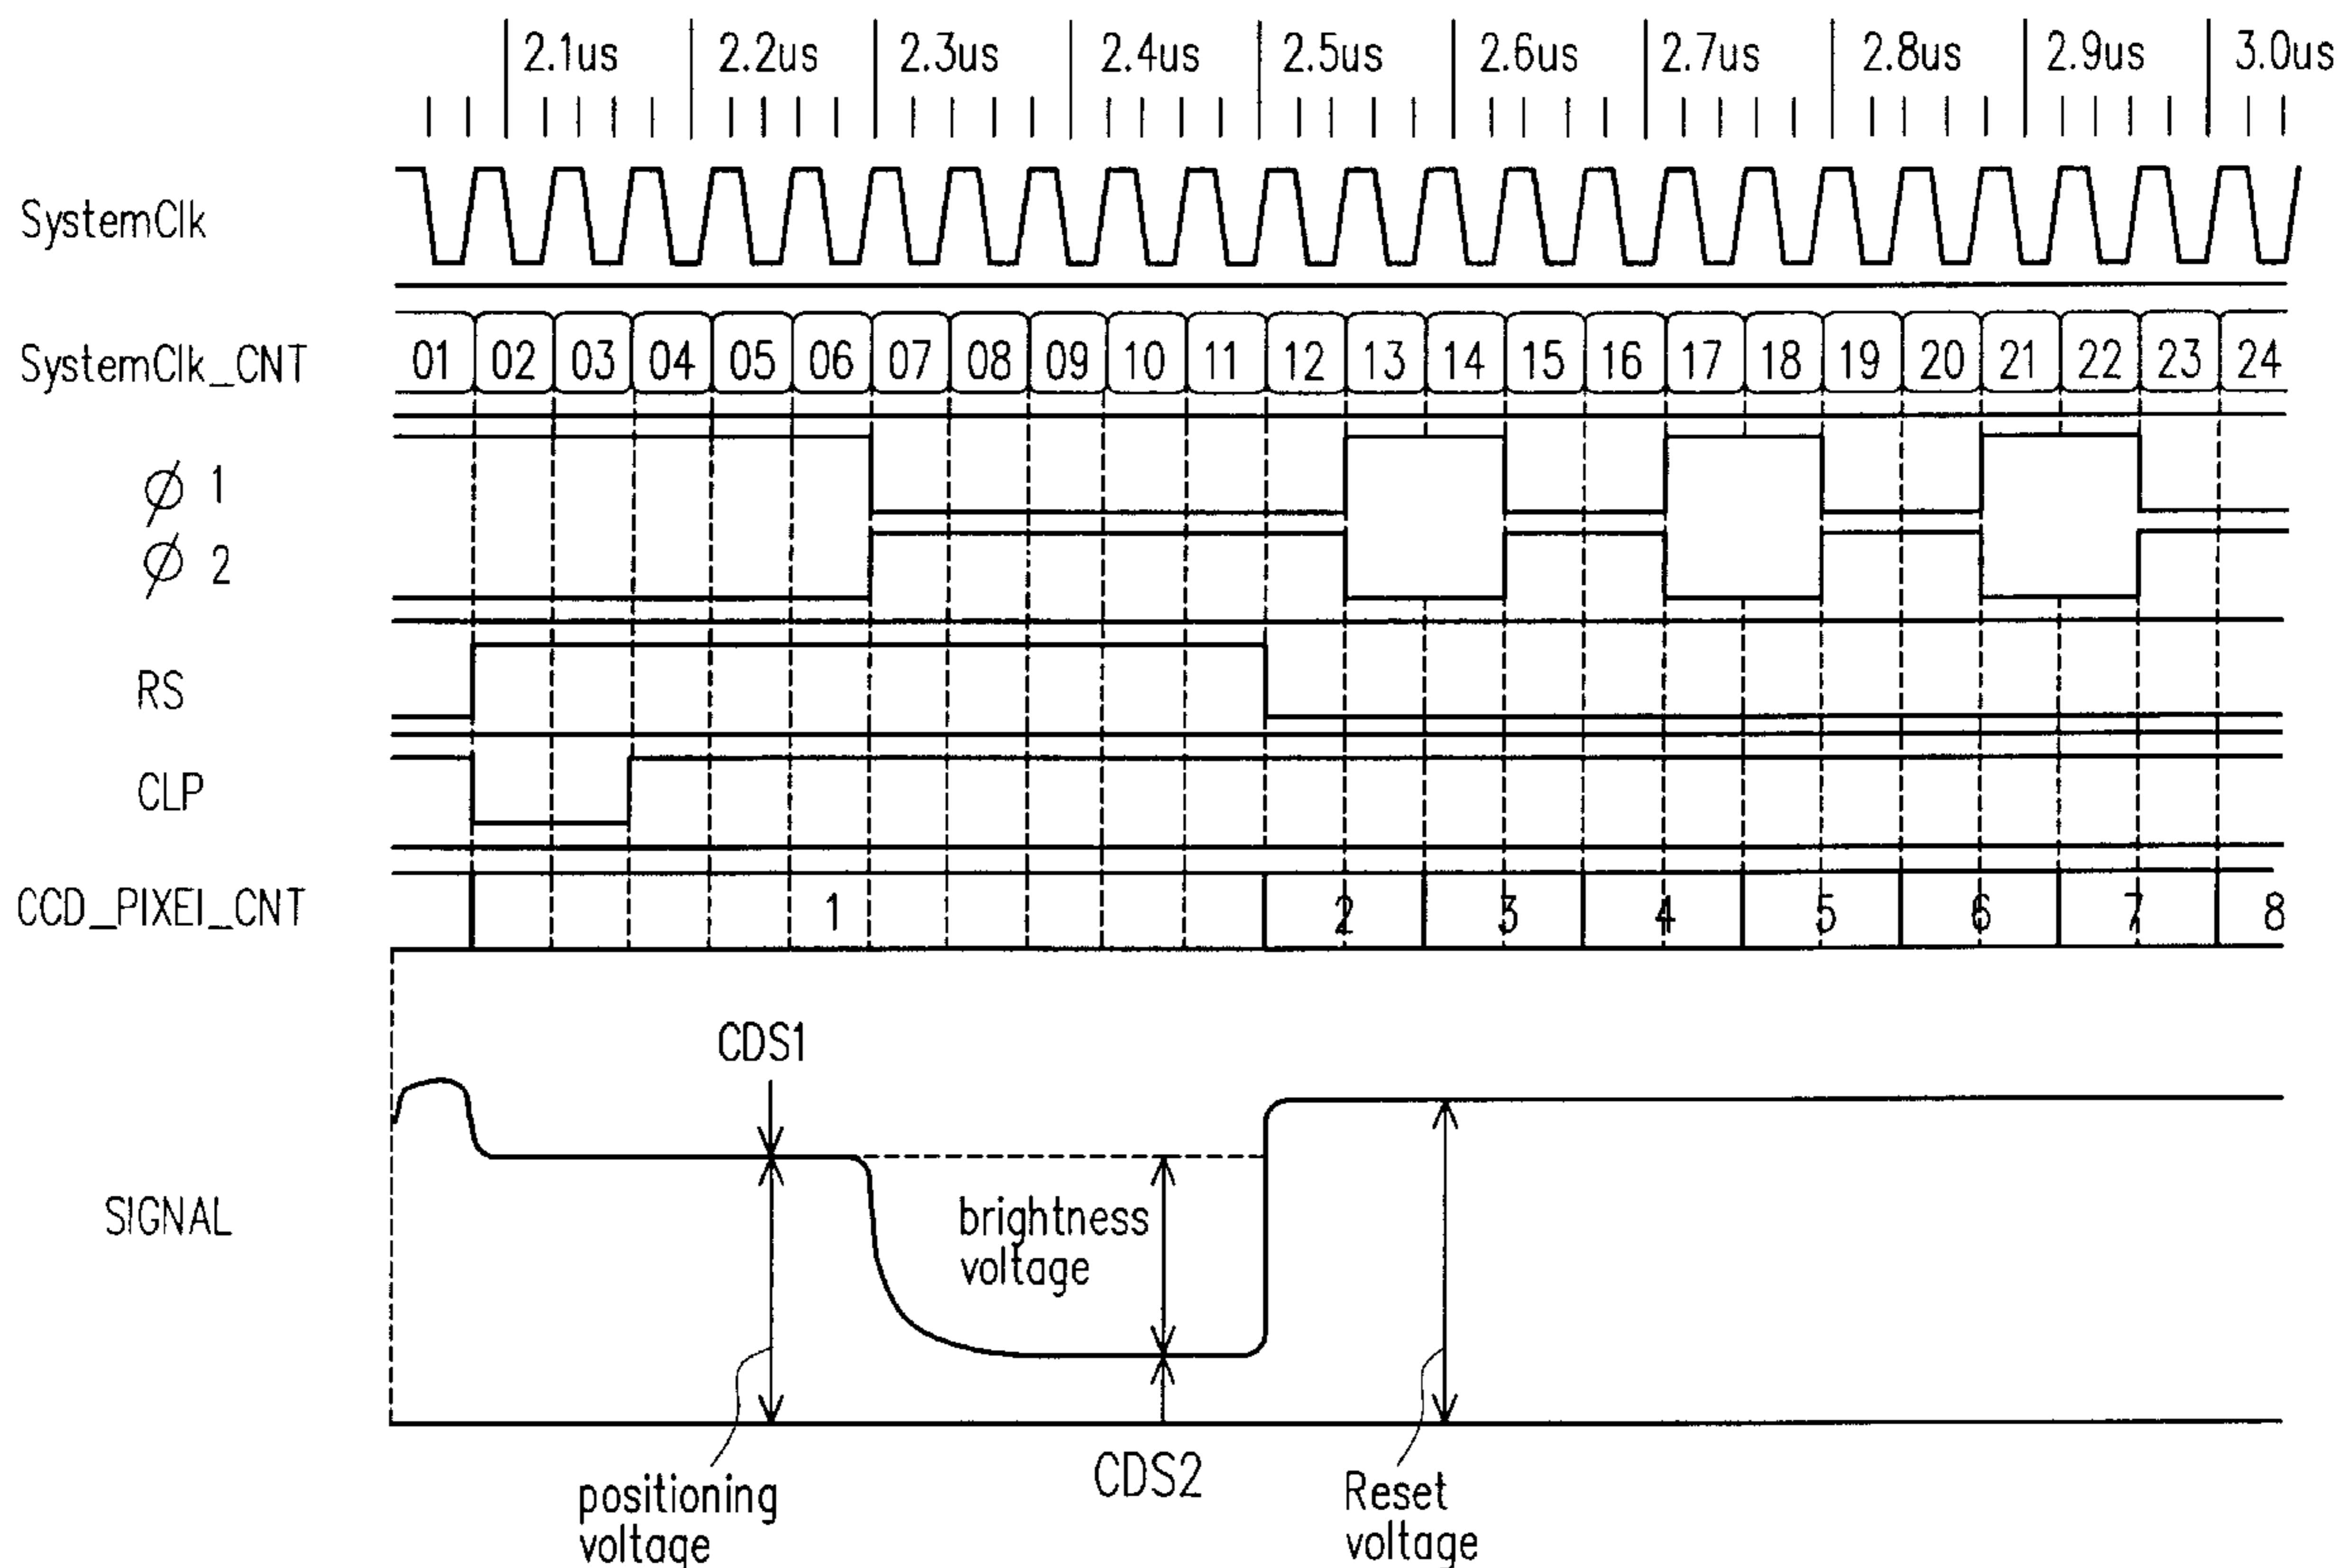 2.1us 2.2us 2.3us 2.4us 2.5us 2.6us 2.7us 2.8us 2.9us 3.0us
SystemClk
SystemClk_CNT 01 02 03 04 05 06 07 08 09 10 11 12 13 14 15 16 17 18 19 20 21 22 23 24
∅ 1
∅ 2
RS
CLP
CCD_PIXEl_CNT 1 2 3 4 5 6 7 8
CDS1
SIGNAL
brightness
voltage
CDS2
positioning
voltage
Reset
voltage